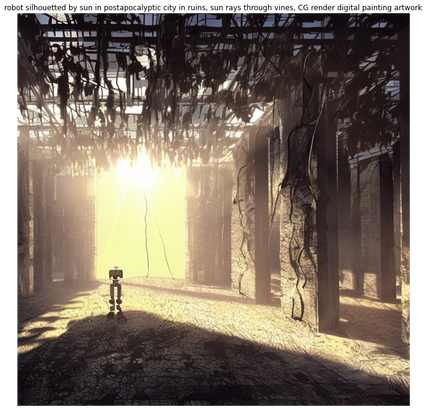 robot silhouetted by sun in postapocalyptic city in ruins, sun rays through vines, CG render digital painting artwork